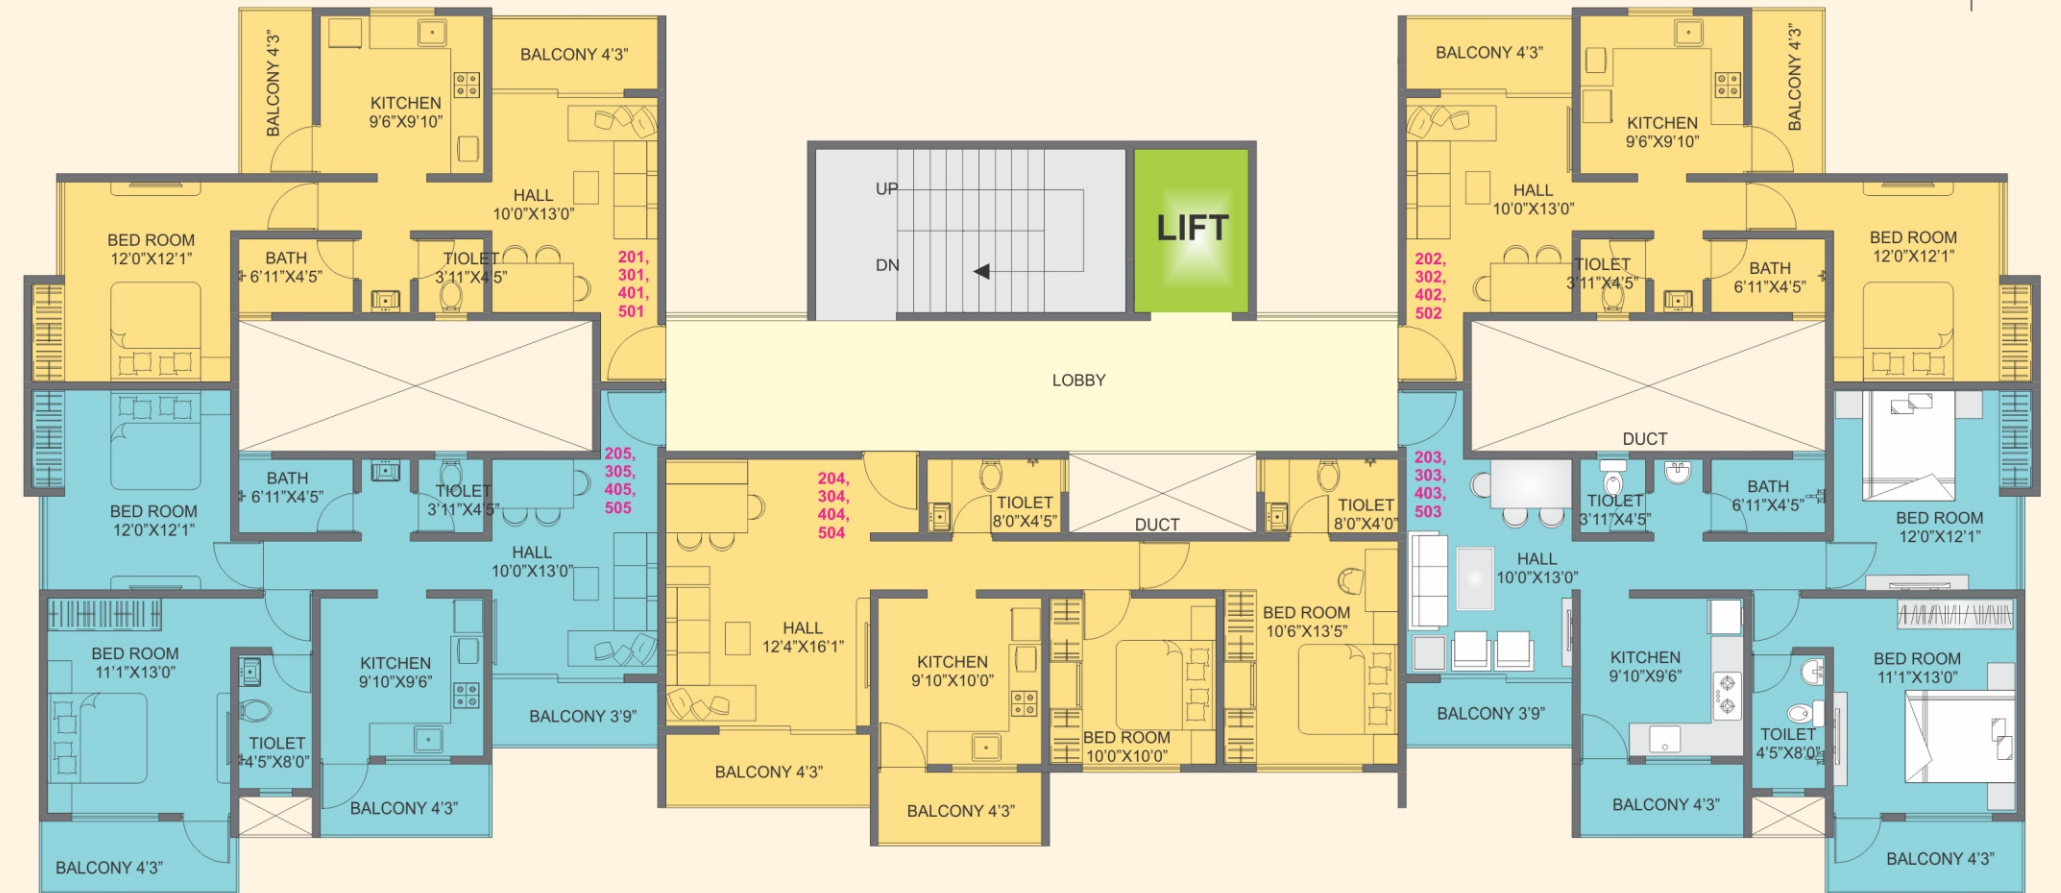 BALCONY 4'3"
KITCHEN
9'6"X9'10"
BALCONY 4'3"
HALL
10'0"X13'0"
BED ROOM
12'0"X12'1"
BATH
6'11"X4'5"
TIOLET
3'11"X4'5"
201,
301,
401,
501
UP
DN
LIFT
BALCONY 4'3"
KITCHEN
9'6"X9'10"
BALCONY 4'3"
HALL
10'0"X13'0"
202,
302,
402,
502
TIOLET
3'11"X4'5"
BATH
6'11"X4'5"
BED ROOM
12'0"X12'1"
LOBBY
DUCT
BED ROOM
12'0"X12'1"
BATH
6'11"X4'5"
TIOLET
3'11"X4'5"
205,
305,
405,
505
HALL
10'0"X13'0"
BED ROOM
11'1"X13'0"
TIOLET
4'5"X8'0"
KITCHEN
9'10"X9'6"
BALCONY 3'9"
BALCONY 4'3"
BALCONY 4'3"
204,
304,
404,
504
TIOLET
8'0"X4'5"
DUCT
TIOLET
8'0"X4'0"
HALL
12'4"X16'1"
KITCHEN
9'10"X10'0"
BED ROOM
10'0"X10'0"
BED ROOM
10'6"X13'5"
BALCONY 4'3"
BALCONY 4'3"
203,
303,
403,
503
TIOLET
3'11"X4'5"
BATH
6'11"X4'5"
BED ROOM
12'0"X12'1"
HALL
10'0"X13'0"
KITCHEN
9'10"X9'6"
BED ROOM
11'1"X13'0"
BALCONY 3'9"
TOILET
4'5"X8'0"
BALCONY 4'3"
BALCONY 4'3"